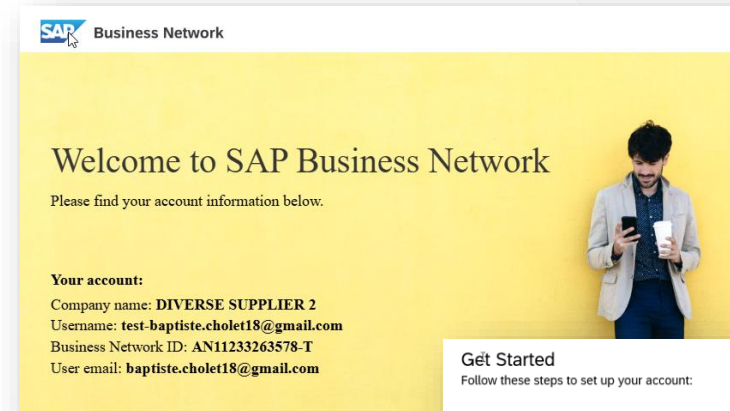 SAP Business Network
Welcome to SAP Business Network
Please find your account information below.
Your account:
Company name: DIVERSE SUPPLIER 2
Username: test-baptiste.cholet18@gmail.com
Business Network ID: AN11233263578-T
User email: baptiste.cholet18@gmail.com
Get Started
Follow these steps to set up your account: